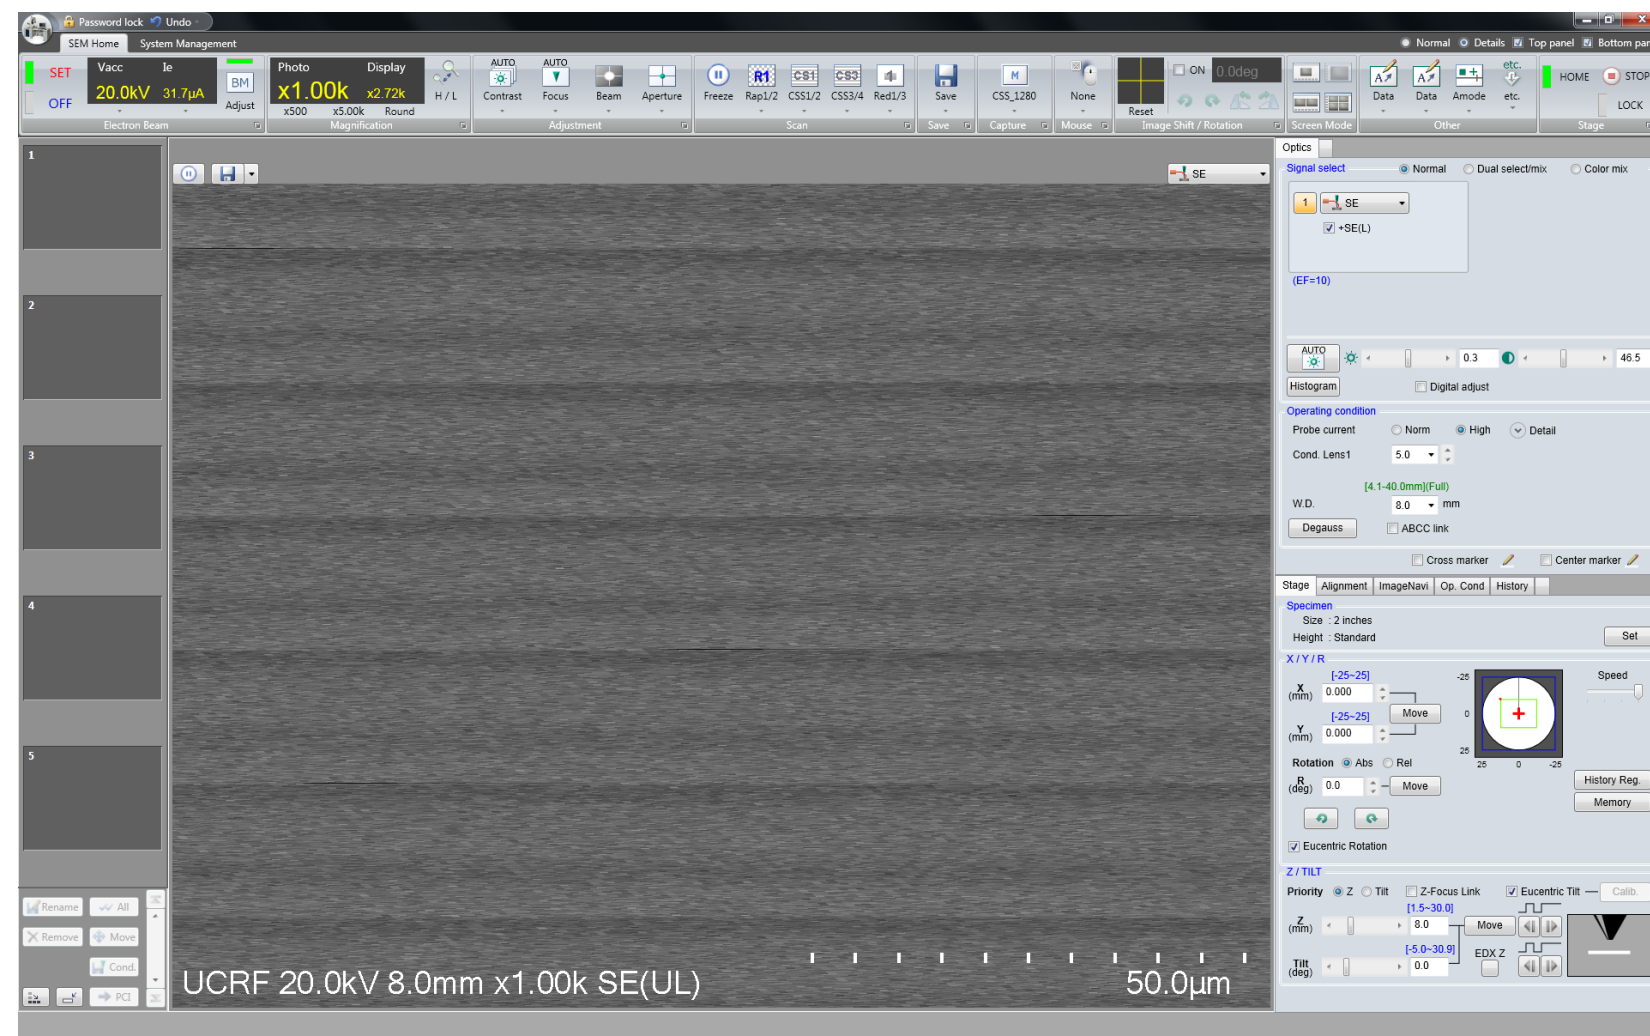 Password lock Undo
SEM Home System Management
Normal Details Top panel Bottom pan
SET OFF
Vacc Ie
20.0kV 31.7µA
BM
Adjust
Electron Beam
Photo Display
x1.00k x2.72k
x500 x5.00k Round
H / L
Magnification
AUTO Contrast
AUTO Focus
Beam
Aperture
Adjustment
Freeze
R1 Rap1/2
CS1 CSS1/2
CS3 CSS3/4
Red1/3
Scan
Save
Save
M
CSS_1280
Capture
None
Mouse
Reset
ON 0.0deg
Image Shift / Rotation
Screen Mode
Data
Data
Amode
etc.
etc.
Other
HOME STOP
LOCK
Stage
1
2
3
4
5
SE
Optics
Signal select Normal Dual select/mix Color mix
1 SE
+SE(L)
(EF=10)
AUTO 0.3 46.5
Histogram Digital adjust
Operating condition
Probe current Norm High Detail
Cond. Lens1 5.0
[4.1-40.0mm](Full)
W.D. 8.0 mm
Degauss ABCC link
Cross marker Center marker
Stage Alignment ImageNavi Op. Cond History
Specimen
Size : 2 inches
Height : Standard
Set
X / Y / R
[-25~25]
X (mm) 0.000
Move
[-25~25]
Y (mm) 0.000
-25
0
25
25 0 -25
Speed
Rotation Abs Rel
R (deg) 0.0 Move
History Reg.
Memory
Eucentric Rotation
Z / TILT
Priority Z Tilt Z-Focus Link Eucentric Tilt Calib.
[1.5~30.0]
Z (mm) 8.0 Move
[-5.0~30.9]
Tilt (deg) 0.0
EDX Z
Rename All
Remove Move
Cond.
PCI
UCRF 20.0kV 8.0mm x1.00k SE(UL) 50.0µm